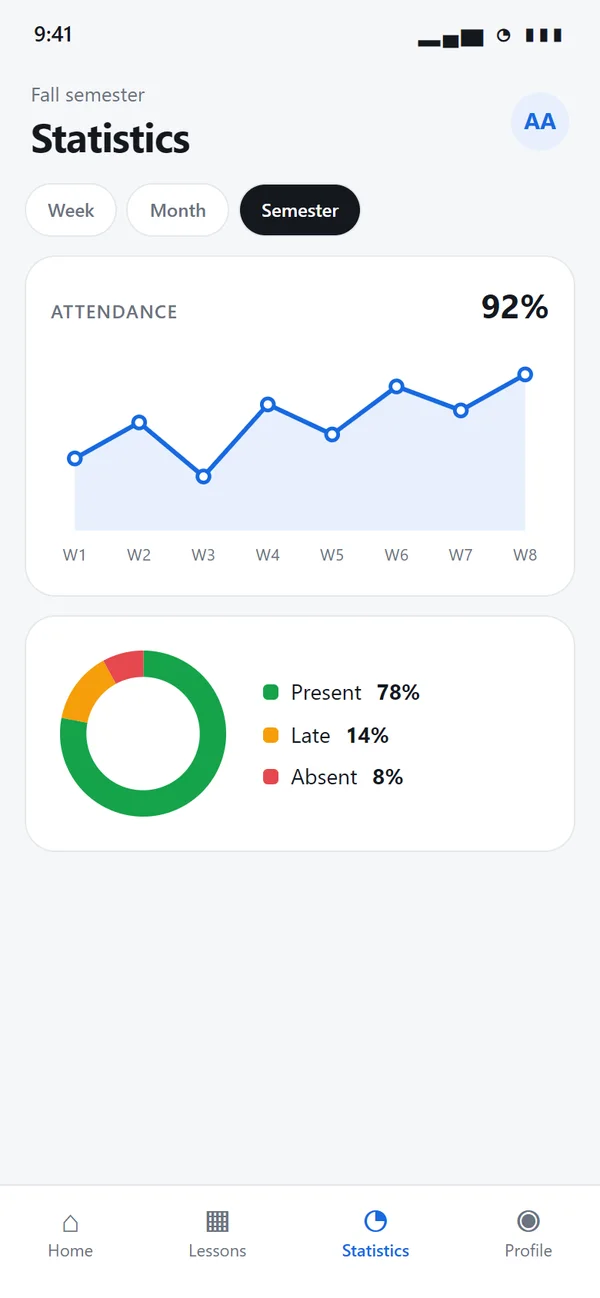 9:41
Fall semester
Statistics
AA
Week Month Semester
ATTENDANCE 92%
W1 W2 W3 W4 W5 W6 W7 W8
Present 78%
Late 14%
Absent 8%
Home Lessons Statistics Profile